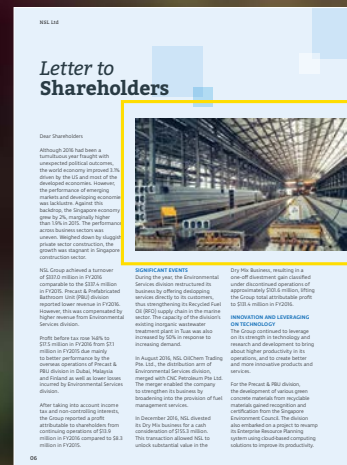 NSL Ltd
Letter to
Shareholders
Dear Shareholders
Although 2016 had been a
tumultuous year fraught with
unexpected political outcomes,
the world economy improved 3.1%
driven by the US and most of the
developed economies. However,
the performance of emerging
markets and developing economies
was lacklustre. Against this
backdrop, the Singapore economy
grew by 2%, marginally higher
than 1.9% in 2015. The performance
across business sectors was
uneven. Weighed down by sluggish
private sector construction, the
growth was stagnant in Singapore
construction sector.
NSL Group achieved a turnover
of $337.0 million in FY2016
comparable to the $337.4 million
in FY2015. Precast & Prefabricated
Bathroom Unit (PBU) division
reported lower revenue in FY2016.
However, this was compensated by
higher revenue from Environmental
Services division.
Profit before tax rose 148% to
$17.5 million in FY2016 from $7.1
million in FY2015 due mainly
to better performance by the
overseas operations of Precast &
PBU division in Dubai, Malaysia
and Finland as well as lower losses
incurred by Environmental Services
division.
After taking into account income
tax and non-controlling interests,
the Group reported a profit
attributable to shareholders from
continuing operations of $13.9
million in FY2016 compared to $8.3
million in FY2015.
SIGNIFICANT EVENTS
During the year, the Environmental
Services division restructured its
business by offering desludging
services directly to its customers,
thus strengthening its Recycled Fuel
Oil (RFO) supply chain in the marine
sector. The capacity of the division's
existing inorganic wastewater
treatment plant in Tuas was also
increased by 50% in response to
increasing demand.
In August 2016, NSL OilChem Trading
Pte. Ltd., the distribution arm of
Environmental Services division,
merged with CNC Petroleum Pte Ltd.
The merger enabled the company
to strengthen its business by
broadening into the provision of fuel
management services.
In December 2016, NSL divested
its Dry Mix business for a cash
consideration of $155.3 million.
This transaction allowed NSL to
unlock substantial value in the
Dry Mix Business, resulting in a
one-off divestment gain classified
under discontinued operations of
approximately $101.6 million, lifting
the Group total attributable profit
to $131.4 million.
INNOVATION AND LEVERAGING
ON TECHNOLOGY
The Group continued to leverage
on its strength in technology and
research and development to bring
about higher productivity in its
operations, and to create better
and more innovative products and
services.
For the Precast & PBU division,
the development of various green
concrete materials from recyclable
materials gained recognition and
certification from the Singapore
Environment Council. The division
also embarked on a project to revamp
its Enterprise Resource Planning
system using cloud-based computing
solutions to improve its productivity.
06